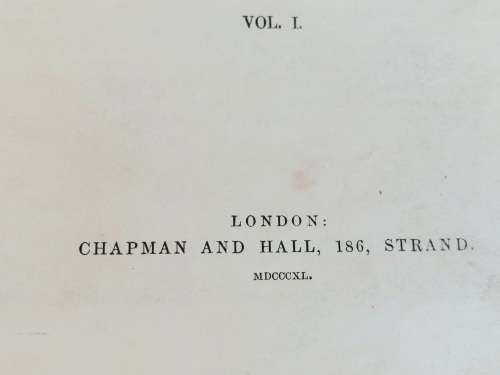 VOL. I.
LONDON:
CHAPMAN AND HALL, 186, STRAND.
MDCCCXL.